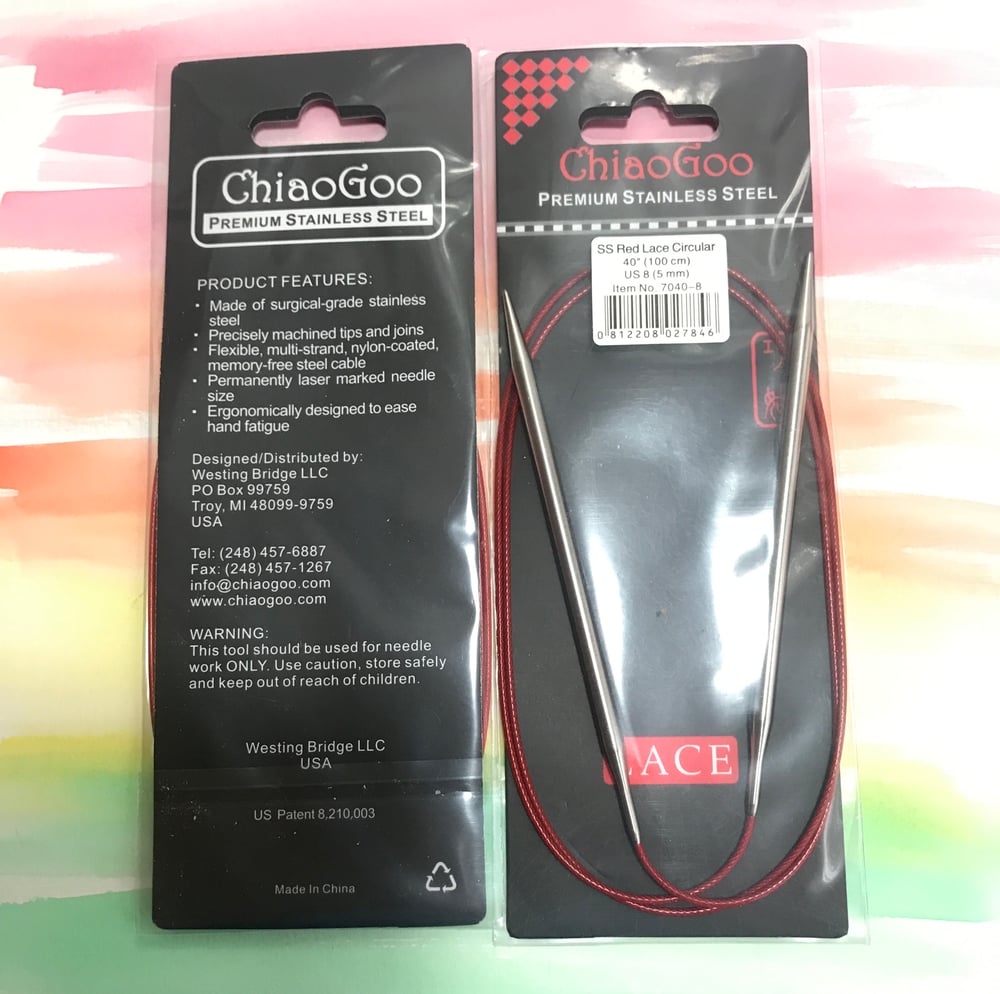 ChiaoGoo
PREMIUM STAINLESS STEEL
PRODUCT FEATURES:
• Made of surgical-grade stainless
steel
• Precisely machined tips and joins
• Flexible, multi-strand, nylon-coated,
memory-free steel cable
• Permanently laser marked needle
size
• Ergonomically designed to ease
hand fatigue
Designed/Distributed by:
Westing Bridge LLC
PO Box 99759
Troy, MI 48099-9759
USA
Tel: (248) 457-6887
Fax: (248) 457-1267
info@chiaogoo.com
www.chiaogoo.com
WARNING:
This tool should be used for needle
work ONLY. Use caution, store safely
and keep out of reach of children.
Westing Bridge LLC
USA
US Patent 8,210,003
Made In China
ChiaoGoo
PREMIUM STAINLESS STEEL
SS Red Lace Circular
40" (100 cm)
US 8 (5 mm)
Item No. 7040-8
0 812208 027846
LACE